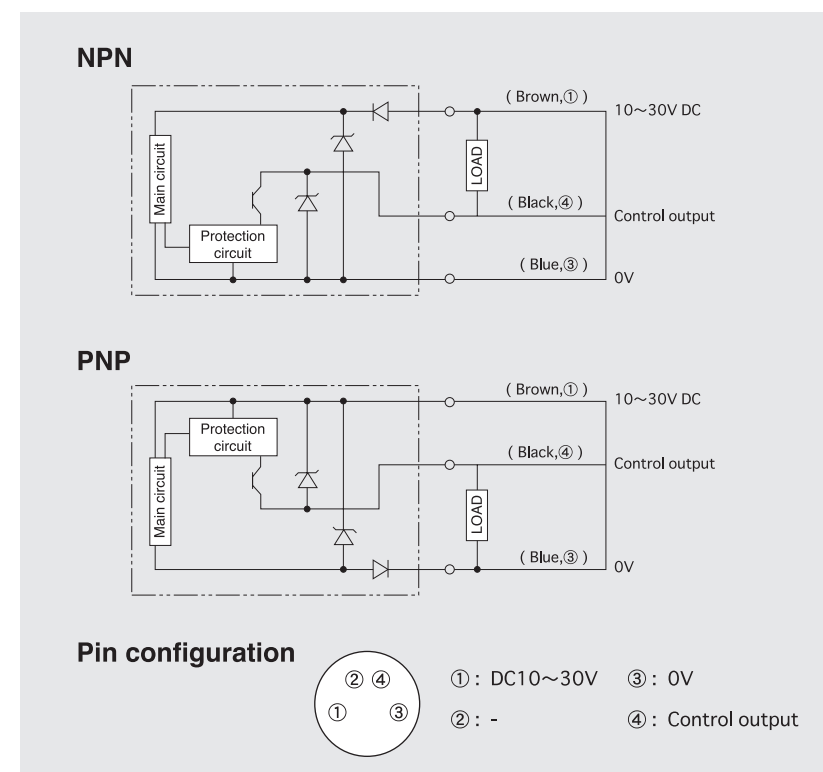 NPN
( Brown,① )
10～30V DC
Main circuit
LOAD
( Black,④ )
Control output
Protection
circuit
( Blue,③ )
0V
PNP
( Brown,① )
10～30V DC
Protection
circuit
( Black,④ )
Control output
Main circuit
LOAD
( Blue,③ )
0V
Pin configuration
② ④
① ③
①: DC10～30V ③: 0V
②: - ④: Control output